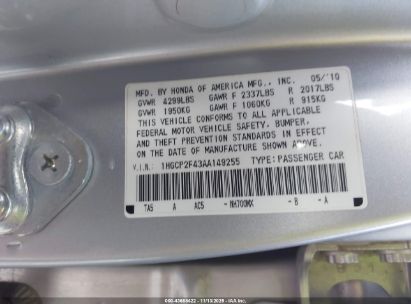 MFD. BY HONDA OF AMERICA MFG., INC. 05/10
GVWR 4299LBS GAWR F 2337LBS R 2017LBS
GVWR 1950KG GAWR F 1060KG R 915KG
THIS VEHICLE CONFORMS TO ALL APPLICABLE
FEDERAL MOTOR VEHICLE SAFETY, BUMPER,
AND THEFT PREVENTION STANDARDS IN EFFECT
ON THE DATE OF MANUFACTURE SHOWN ABOVE.
V.I.N.: 1HGCP2F43AA149255 TYPE: PASSENGER CAR
TA5 A AC5 - NH700MX - B - A